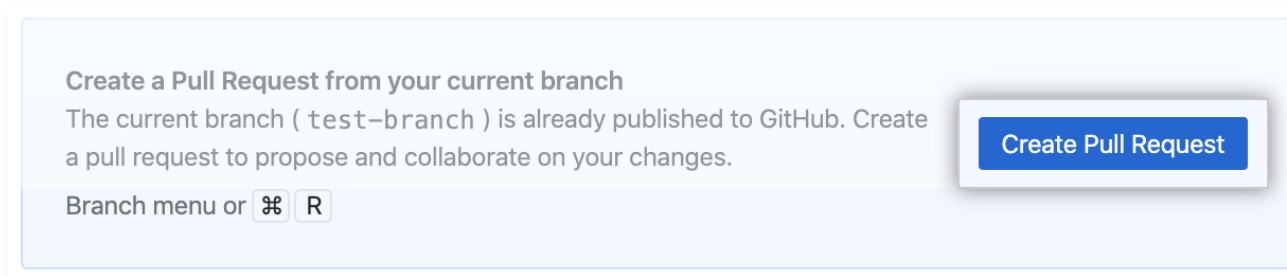 Create a Pull Request from your current branch
The current branch ( test-branch ) is already published to GitHub. Create
a pull request to propose and collaborate on your changes.
Create Pull Request
Branch menu or ⌘ R